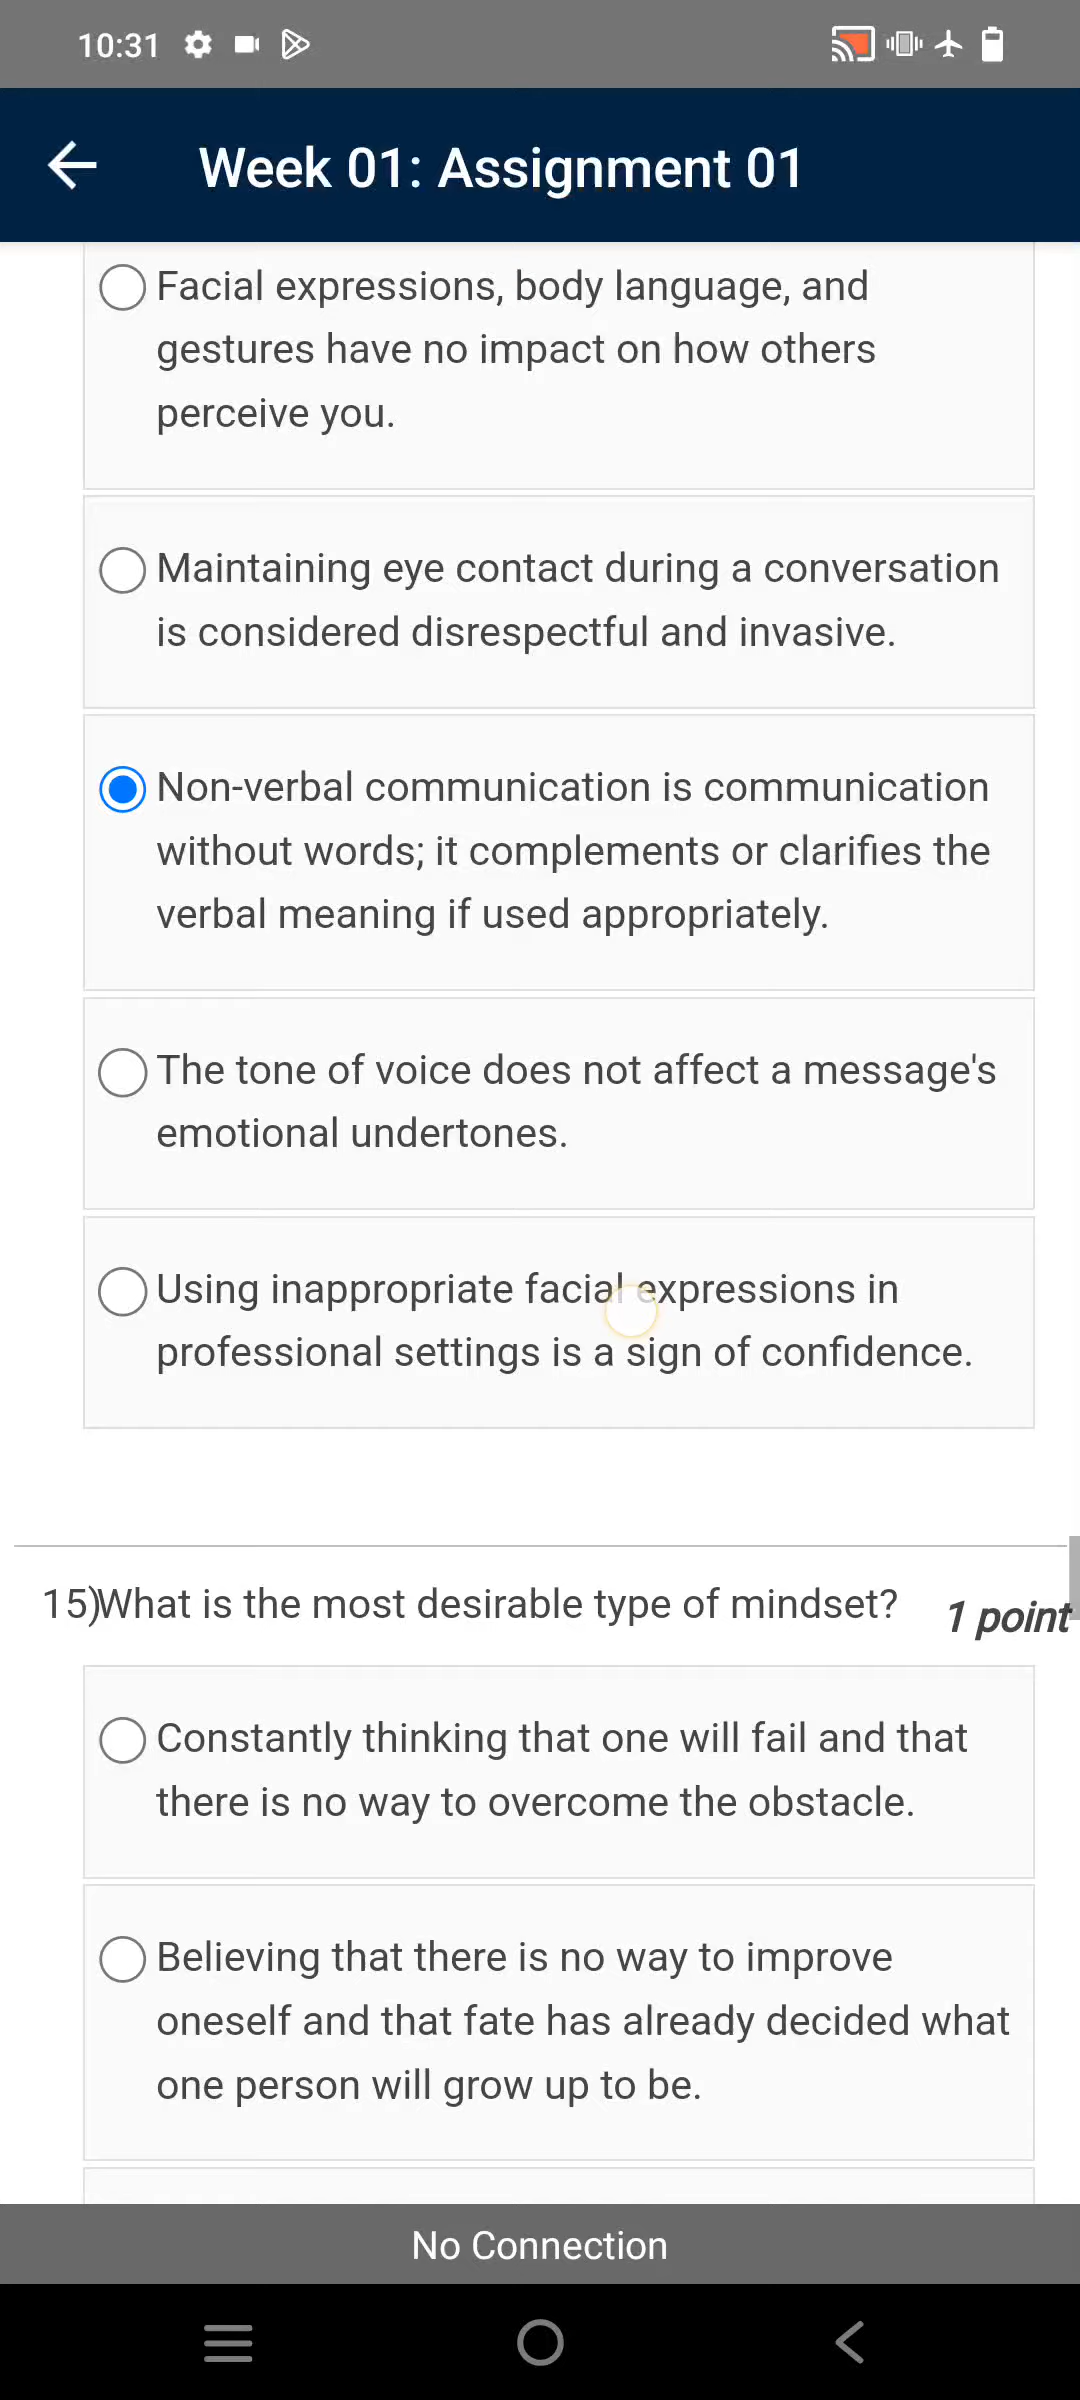 10:31
Week 01: Assignment 01
Facial expressions, body language, and
gestures have no impact on how others
perceive you.
Maintaining eye contact during a conversation
is considered disrespectful and invasive.
Non-verbal communication is communication
without words; it complements or clarifies the
verbal meaning if used appropriately.
The tone of voice does not affect a message's
emotional undertones.
Using inappropriate facial expressions in
professional settings is a sign of confidence.
15)What is the most desirable type of mindset? 1 point
Constantly thinking that one will fail and that
there is no way to overcome the obstacle.
Believing that there is no way to improve
oneself and that fate has already decided what
one person will grow up to be.
No Connection